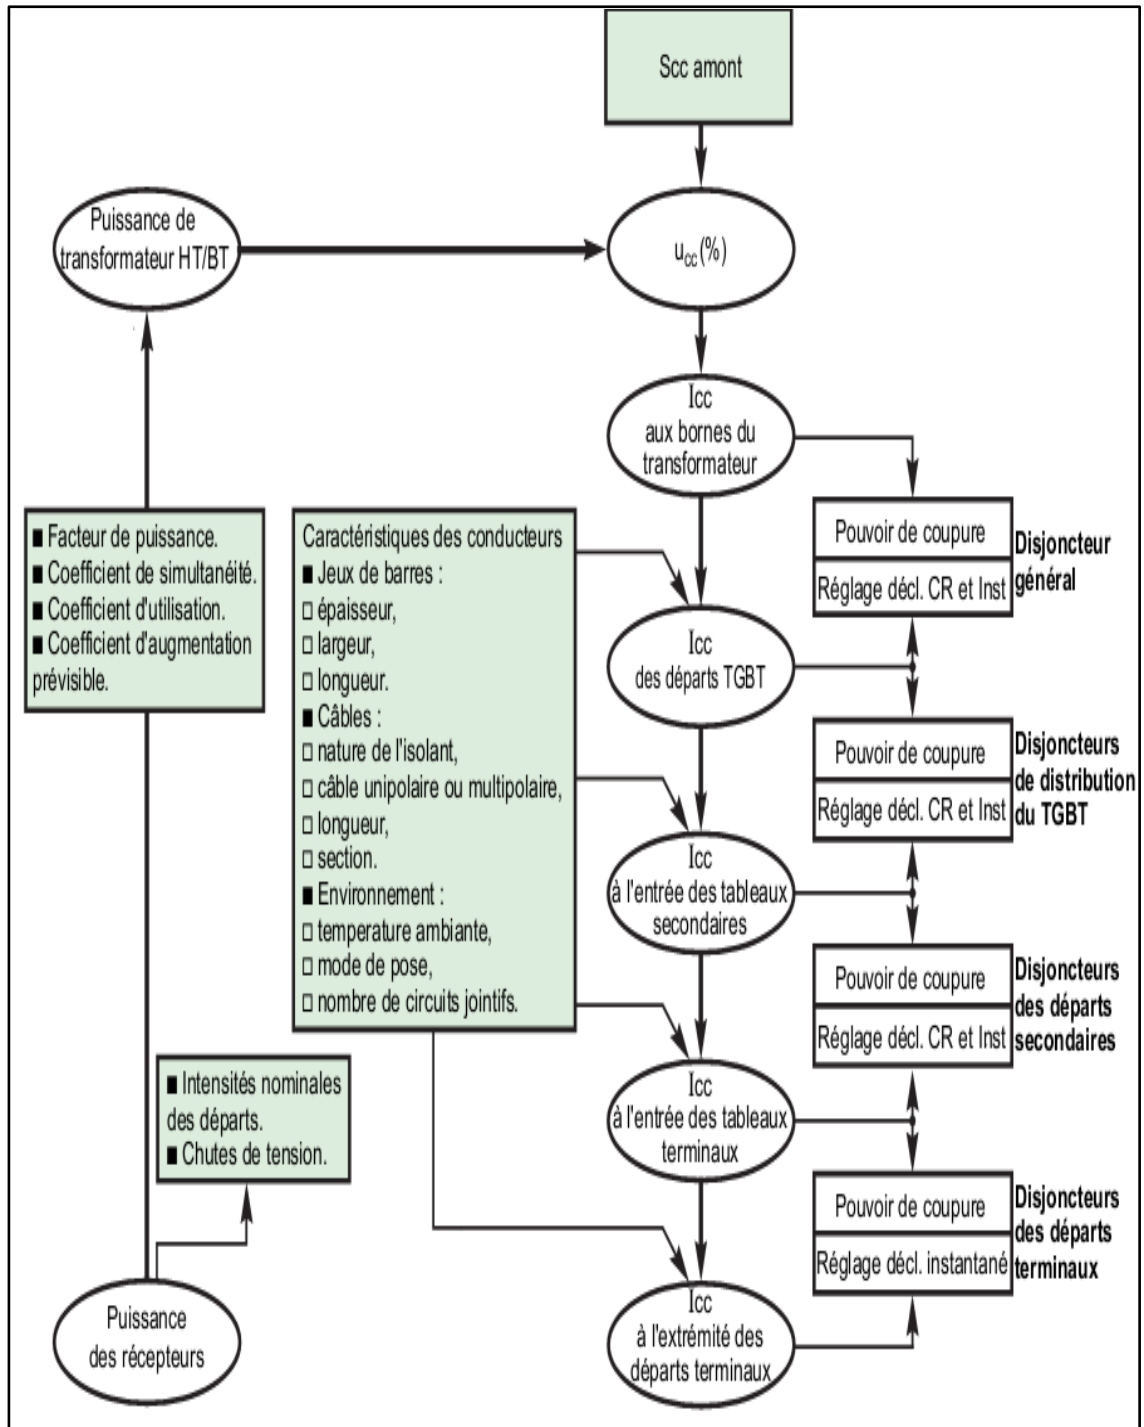 Scc amont
Puissance de
transformateur HT/BT
ucc (%)
Icc
aux bornes du
transformateur
■ Facteur de puissance.
■ Coefficient de simultanéité.
■ Coefficient d'utilisation.
■ Coefficient d'augmentation
prévisible.
Caractéristiques des conducteurs
■ Jeux de barres :
□ épaisseur,
□ largeur,
□ longueur.
■ Câbles :
□ nature de l'isolant,
□ câble unipolaire ou multipolaire,
□ longueur,
□ section.
■ Environnement :
□ temperature ambiante,
□ mode de pose,
□ nombre de circuits jointifs.
Pouvoir de coupure
Réglage décl. CR et Inst
Disjoncteur
général
Icc
des départs TGBT
Pouvoir de coupure
Réglage décl. CR et Inst
Disjoncteurs
de distribution
du TGBT
Icc
à l'entrée des tableaux
secondaires
Pouvoir de coupure
Réglage décl. CR et Inst
Disjoncteurs
des départs
secondaires
■ Intensités nominales
des départs.
■ Chutes de tension.
Icc
à l'entrée des tableaux
terminaux
Pouvoir de coupure
Réglage décl. instantané
Disjoncteurs
des départs
terminaux
Puissance
des récepteurs
Icc
à l'extrémité des
départs terminaux